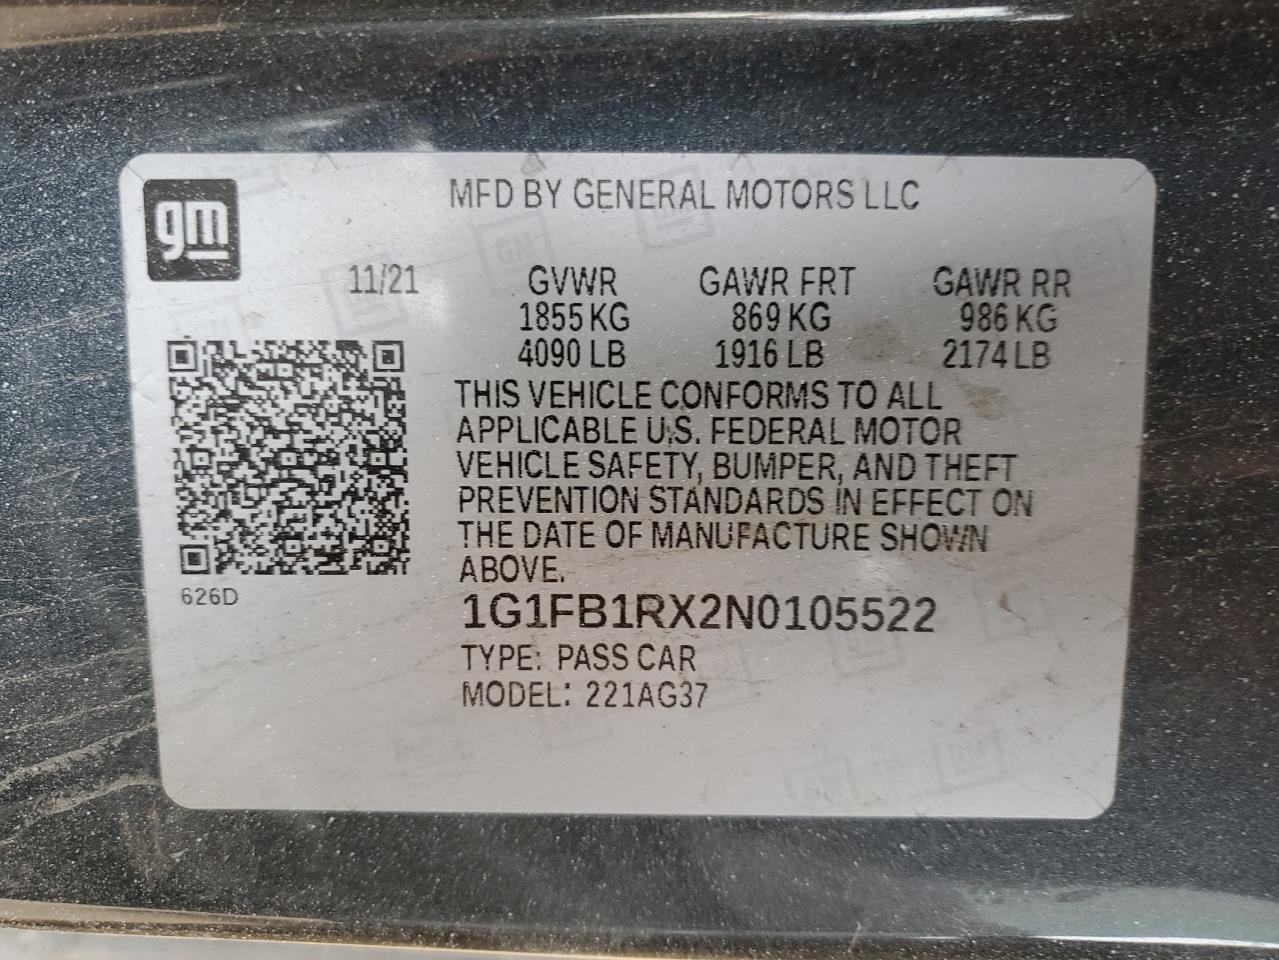 gm
MFD BY GENERAL MOTORS LLC
11/21 GVWR GAWR FRT GAWR RR
1855 KG 869 KG 986 KG
4090 LB 1916 LB 2174 LB
THIS VEHICLE CONFORMS TO ALL
APPLICABLE U.S. FEDERAL MOTOR
VEHICLE SAFETY, BUMPER, AND THEFT
PREVENTION STANDARDS IN EFFECT ON
THE DATE OF MANUFACTURE SHOWN
ABOVE.
626D
1G1FB1RX2N0105522
TYPE: PASS CAR
MODEL: 221AG37